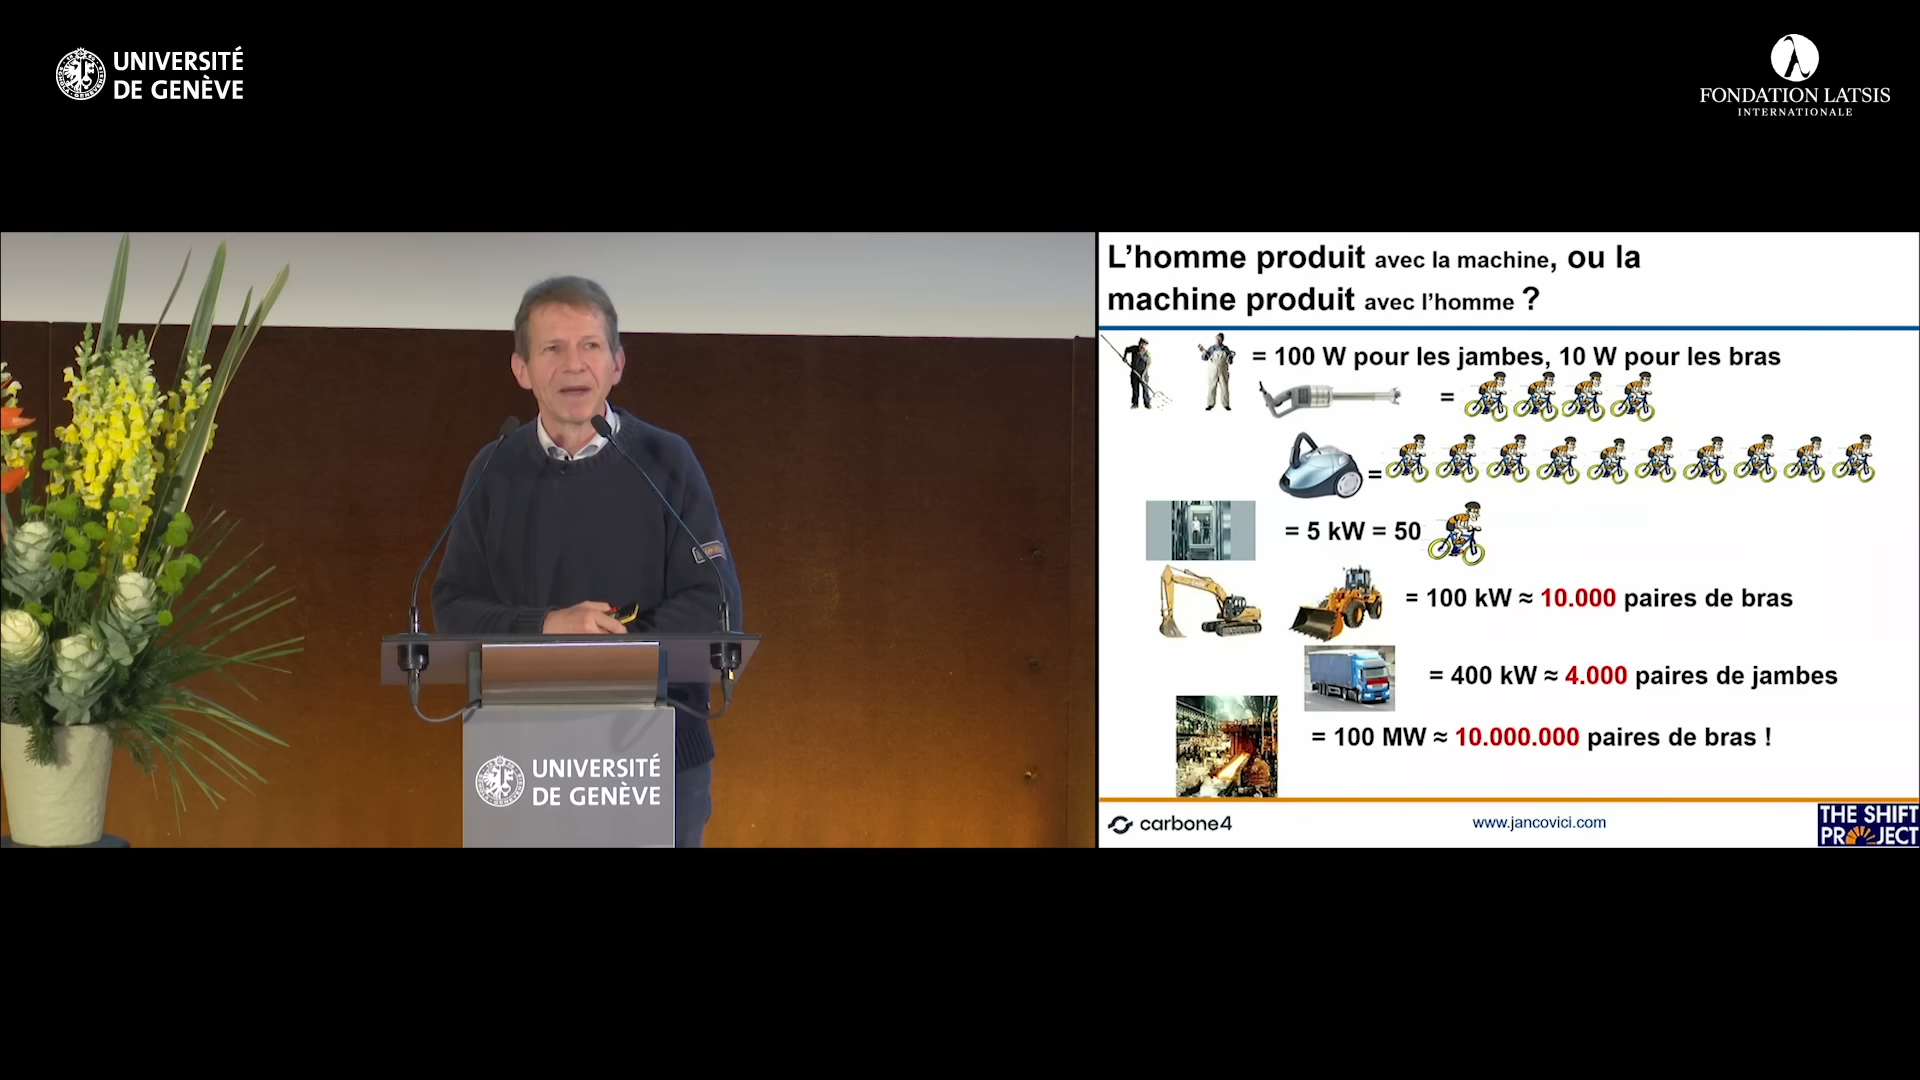 UNIVERSITÉ
DE GENÈVE
FONDATION LATSIS
INTERNATIONALE
L’homme produit avec la machine, ou la
machine produit avec l’homme ?
= 100 W pour les jambes, 10 W pour les bras
=
=
= 5 kW = 50
= 100 kW ≈ 10.000 paires de bras
= 400 kW ≈ 4.000 paires de jambes
= 100 MW ≈ 10.000.000 paires de bras !
carbone4
www.jancovici.com
THE SHIFT
PROJECT
UNIVERSITÉ
DE GENÈVE